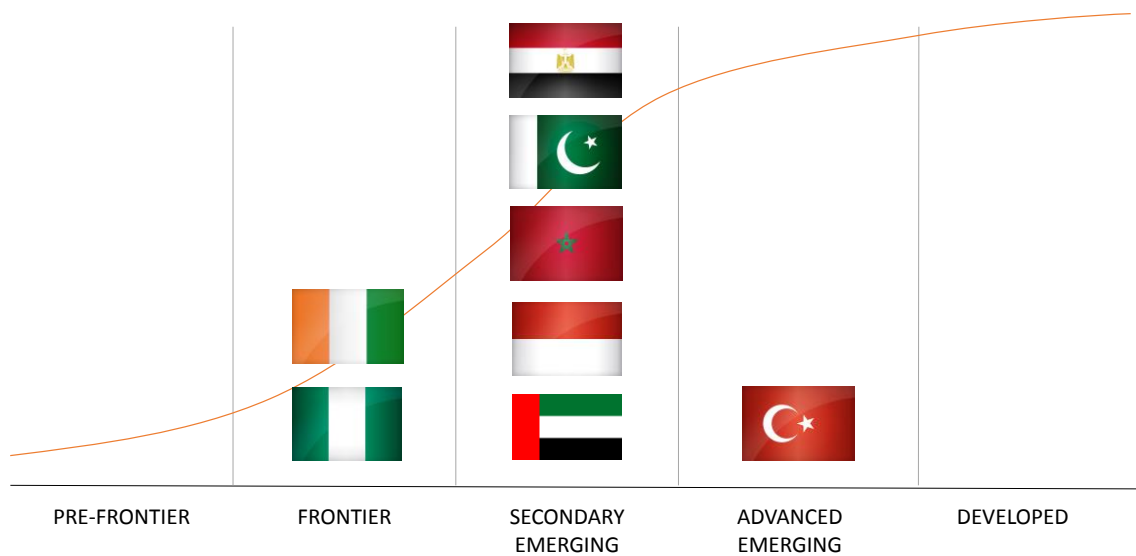 PRE-FRONTIER
FRONTIER
SECONDARY
EMERGING
ADVANCED
EMERGING
DEVELOPED